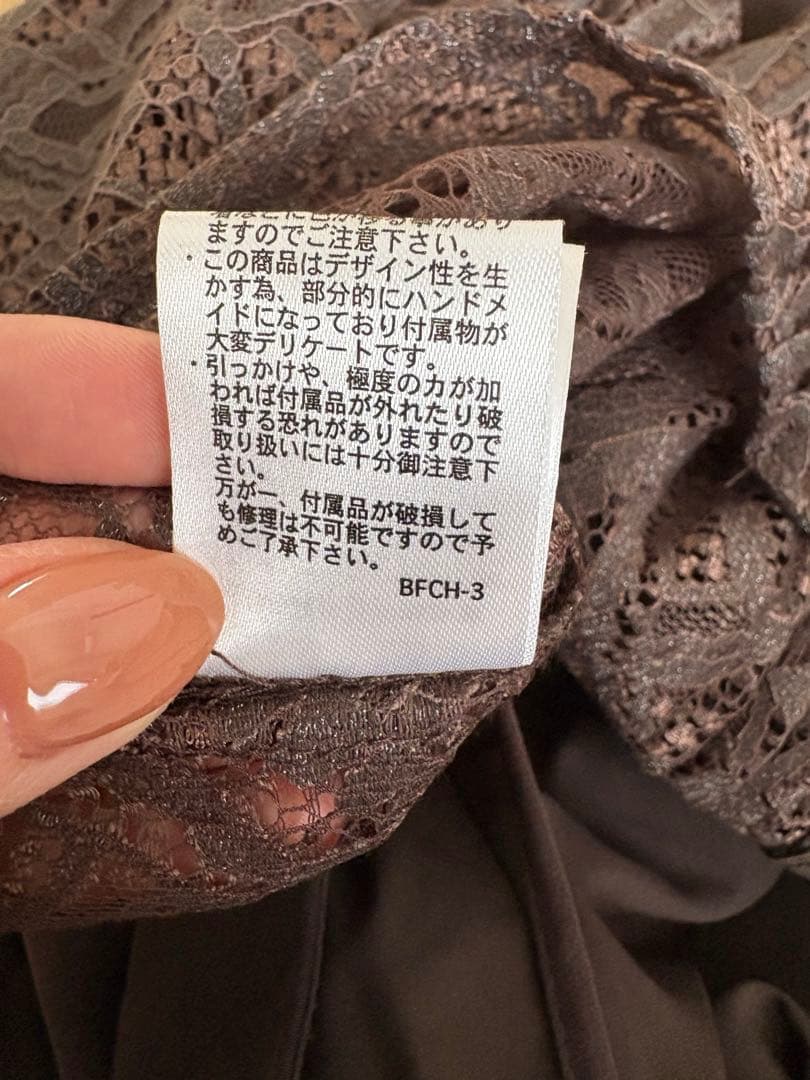 ますのでご注意下さい。
・この商品はデザイン性を生
かす為、部分的にハンドメ
イドになっており付属物が
大変デリケートです。
・引っかけや、極度の力が加
われば付属品が外れたり破
損する恐れがありますので
取り扱いには十分御注意下
さい。
万が一、付属品が破損して
も修理は不可能ですので予
めご了承下さい。
BFCH-3